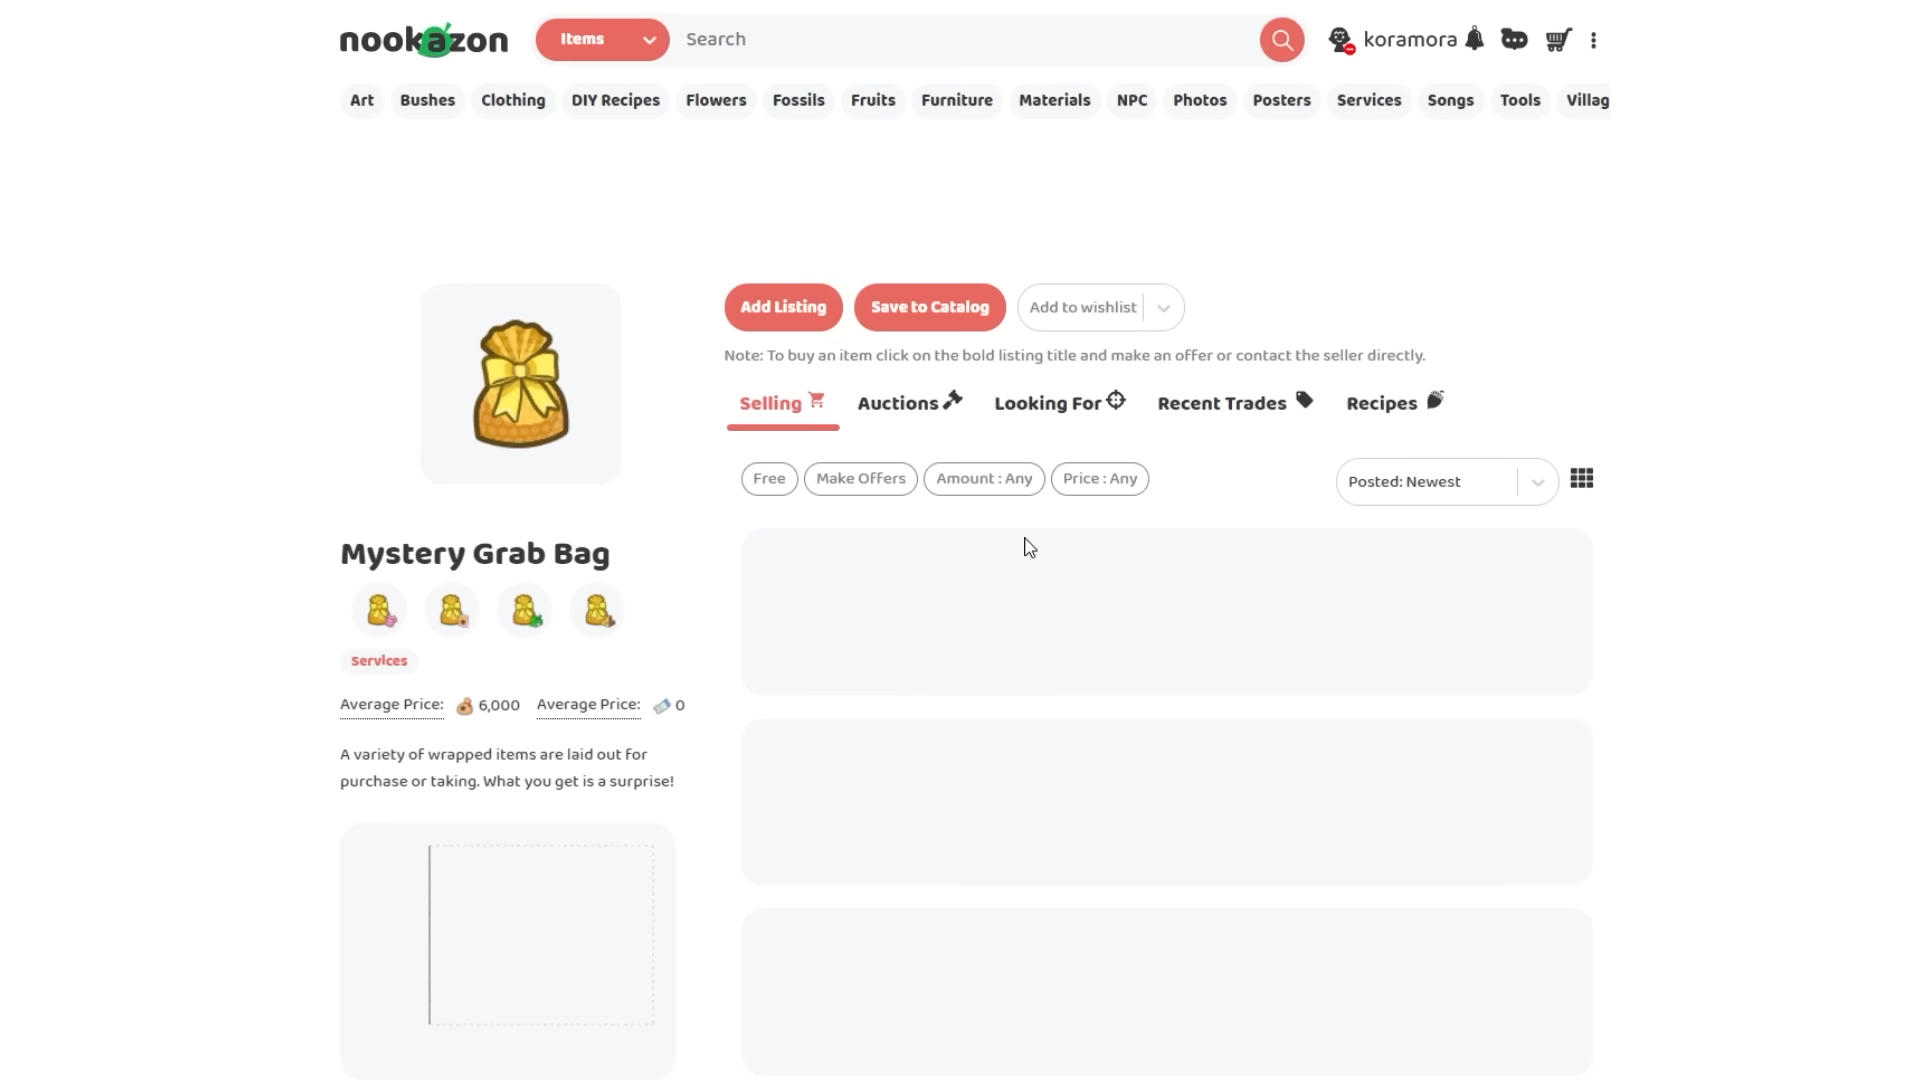 nookazon
Items
Search
koramora
Art
Bushes
Clothing
DIY Recipes
Flowers
Fossils
Fruits
Furniture
Materials
NPC
Photos
Posters
Services
Songs
Tools
Villag
Add Listing
Save to Catalog
Add to wishlist
Note: To buy an item click on the bold listing title and make an offer or contact the seller directly.
Selling
Auctions
Looking For
Recent Trades
Recipes
Free
Make Offers
Amount : Any
Price : Any
Posted: Newest
Mystery Grab Bag
Services
Average Price: 6,000 Average Price: 0
A variety of wrapped items are laid out for
purchase or taking. What you get is a surprise!